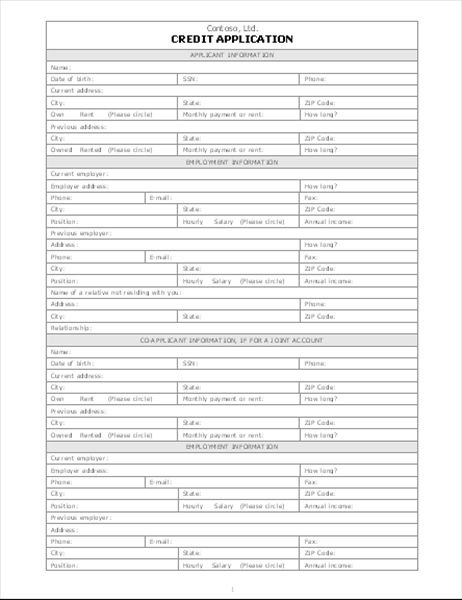 Contoso, Ltd.
CREDIT APPLICATION
APPLICANT INFORMATION
Name:
Date of birth: SSN: Phone:
Current address:
City: State: ZIP Code:
Own Rent (Please circle) Monthly payment or rent: How long?
Previous address:
City: State: ZIP Code:
Owned Rented (Please circle) Monthly payment or rent: How long?
EMPLOYMENT INFORMATION
Current employer:
Employer address: How long?
Phone: E-mail: Fax:
City: State: ZIP Code:
Position: Hourly Salary (Please circle) Annual income:
Previous employer:
Address: How long?
Phone: E-mail: Fax:
City: State: ZIP Code:
Position: Hourly Salary (Please circle) Annual income:
Name of a relative not residing with you:
Address: Phone:
City: State: ZIP Code:
Relationship:
CO-APPLICANT INFORMATION, IF FOR A JOINT ACCOUNT
Name:
Date of birth: SSN: Phone:
Current address:
City: State: ZIP Code:
Own Rent (Please circle) Monthly payment or rent: How long?
Previous address:
City: State: ZIP Code:
Owned Rented (Please circle) Monthly payment or rent: How long?
EMPLOYMENT INFORMATION
Current employer:
Employer address: How long?
Phone: E-mail: Fax:
City: State: ZIP Code:
Position: Hourly Salary (Please circle) Annual income:
Previous employer:
Address:
Phone: E-mail: Fax:
City: State: ZIP Code:
Position: Hourly Salary (Please circle) Annual income:
1